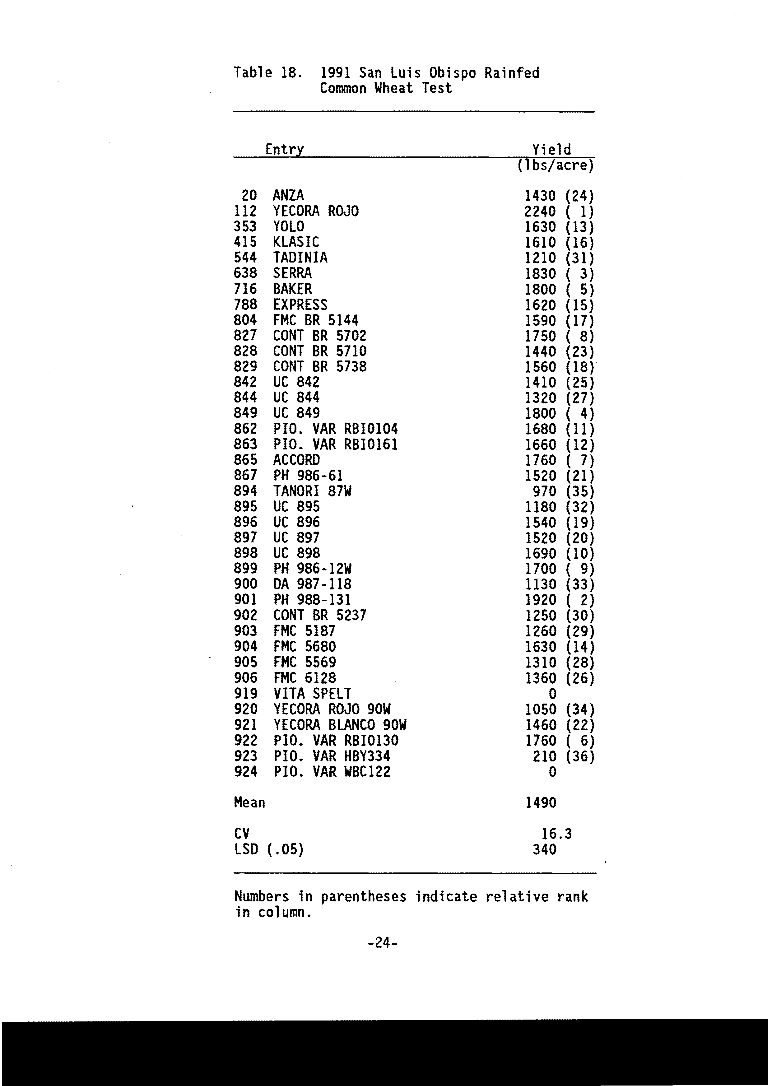 Table 18. 1991 San Luis Obispo Rainfed
Common Wheat Test
Entry Yield
(lbs/acre)
20 ANZA 1430 (24)
112 YECORA ROJO 2240 ( 1)
353 YOLO 1630 (13)
415 KLASIC 1610 (16)
544 TADINIA 1210 (31)
638 SERRA 1830 ( 3)
716 BAKER 1800 ( 5)
788 EXPRESS 1620 (15)
804 FMC BR 5144 1590 (17)
827 CONT BR 5702 1750 ( 8)
828 CONT BR 5710 1440 (23)
829 CONT BR 5738 1560 (18)
842 UC 842 1410 (25)
844 UC 844 1320 (27)
849 UC 849 1800 ( 4)
862 PIO. VAR RBI0104 1680 (11)
863 PIO. VAR RBI0161 1660 (12)
865 ACCORD 1760 ( 7)
867 PH 986-61 1520 (21)
894 TANORI 87W 970 (35)
895 UC 895 1180 (32)
896 UC 896 1540 (19)
897 UC 897 1520 (20)
898 UC 898 1690 (10)
899 PH 986-12W 1700 ( 9)
900 DA 987-118 1130 (33)
901 PH 988-131 1920 ( 2)
902 CONT BR 5237 1250 (30)
903 FMC 5187 1260 (29)
904 FMC 5680 1630 (14)
905 FMC 5569 1310 (28)
906 FMC 6128 1360 (26)
919 VITA SPELT 0
920 YECORA ROJO 90W 1050 (34)
921 YECORA BLANCO 90W 1460 (22)
922 PIO. VAR RBI0130 1760 ( 6)
923 PIO. VAR HBY334 210 (36)
924 PIO. VAR WBC122 0
Mean 1490
CV 16.3
LSD (.05) 340
Numbers in parentheses indicate relative rank
in column.
-24-